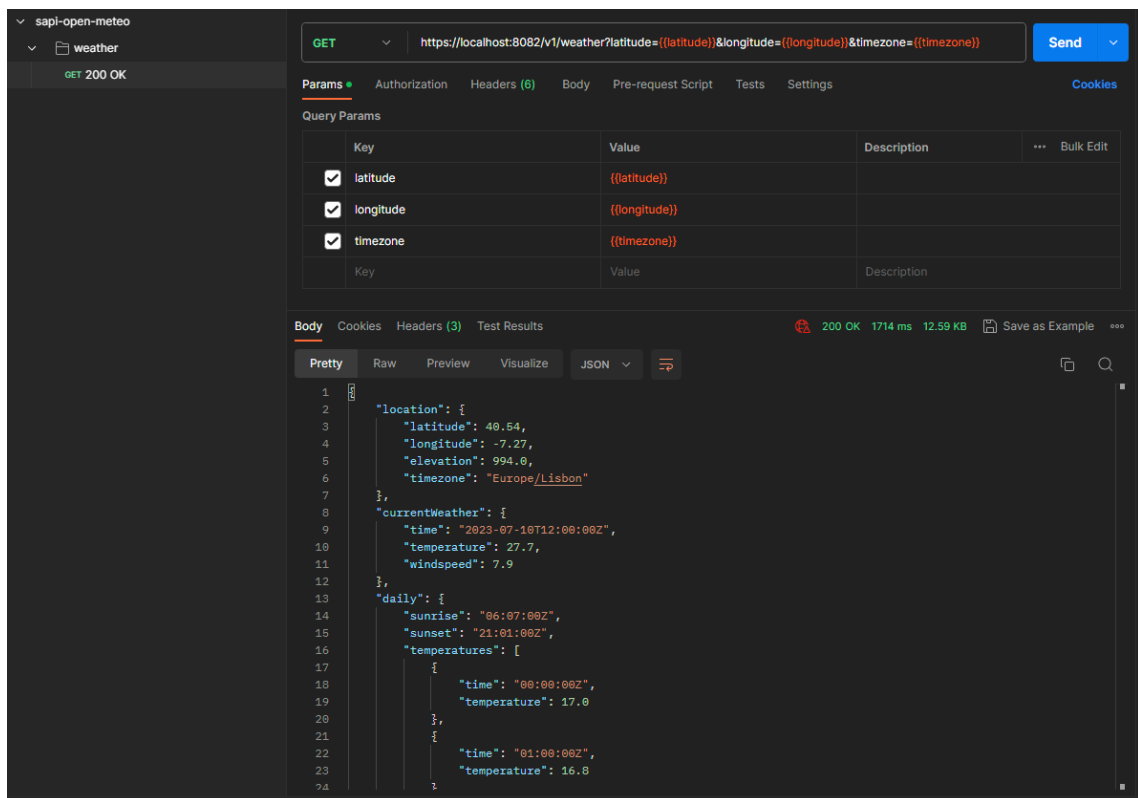 sapi-open-meteo
weather
GET 200 OK
GET https://localhost:8082/v1/weather?latitude={{latitude}}&longitude={{longitude}}&timezone={{timezone}} Send
Params Authorization Headers (6) Body Pre-request Script Tests Settings Cookies
Query Params
Key Value Description Bulk Edit
latitude {{latitude}}
longitude {{longitude}}
timezone {{timezone}}
Key Value Description
Body Cookies Headers (3) Test Results 200 OK 1714 ms 12.59 KB Save as Example
Pretty Raw Preview Visualize JSON
1 {
2 "location": {
3 "latitude": 40.54,
4 "longitude": -7.27,
5 "elevation": 994.0,
6 "timezone": "Europe/Lisbon"
7 },
8 "currentWeather": {
9 "time": "2023-07-10T12:00:00Z",
10 "temperature": 27.7,
11 "windspeed": 7.9
12 },
13 "daily": {
14 "sunrise": "06:07:00Z",
15 "sunset": "21:01:00Z",
16 "temperatures": [
17 {
18 "time": "00:00:00Z",
19 "temperature": 17.0
20 },
21 {
22 "time": "01:00:00Z",
23 "temperature": 16.8
24 }